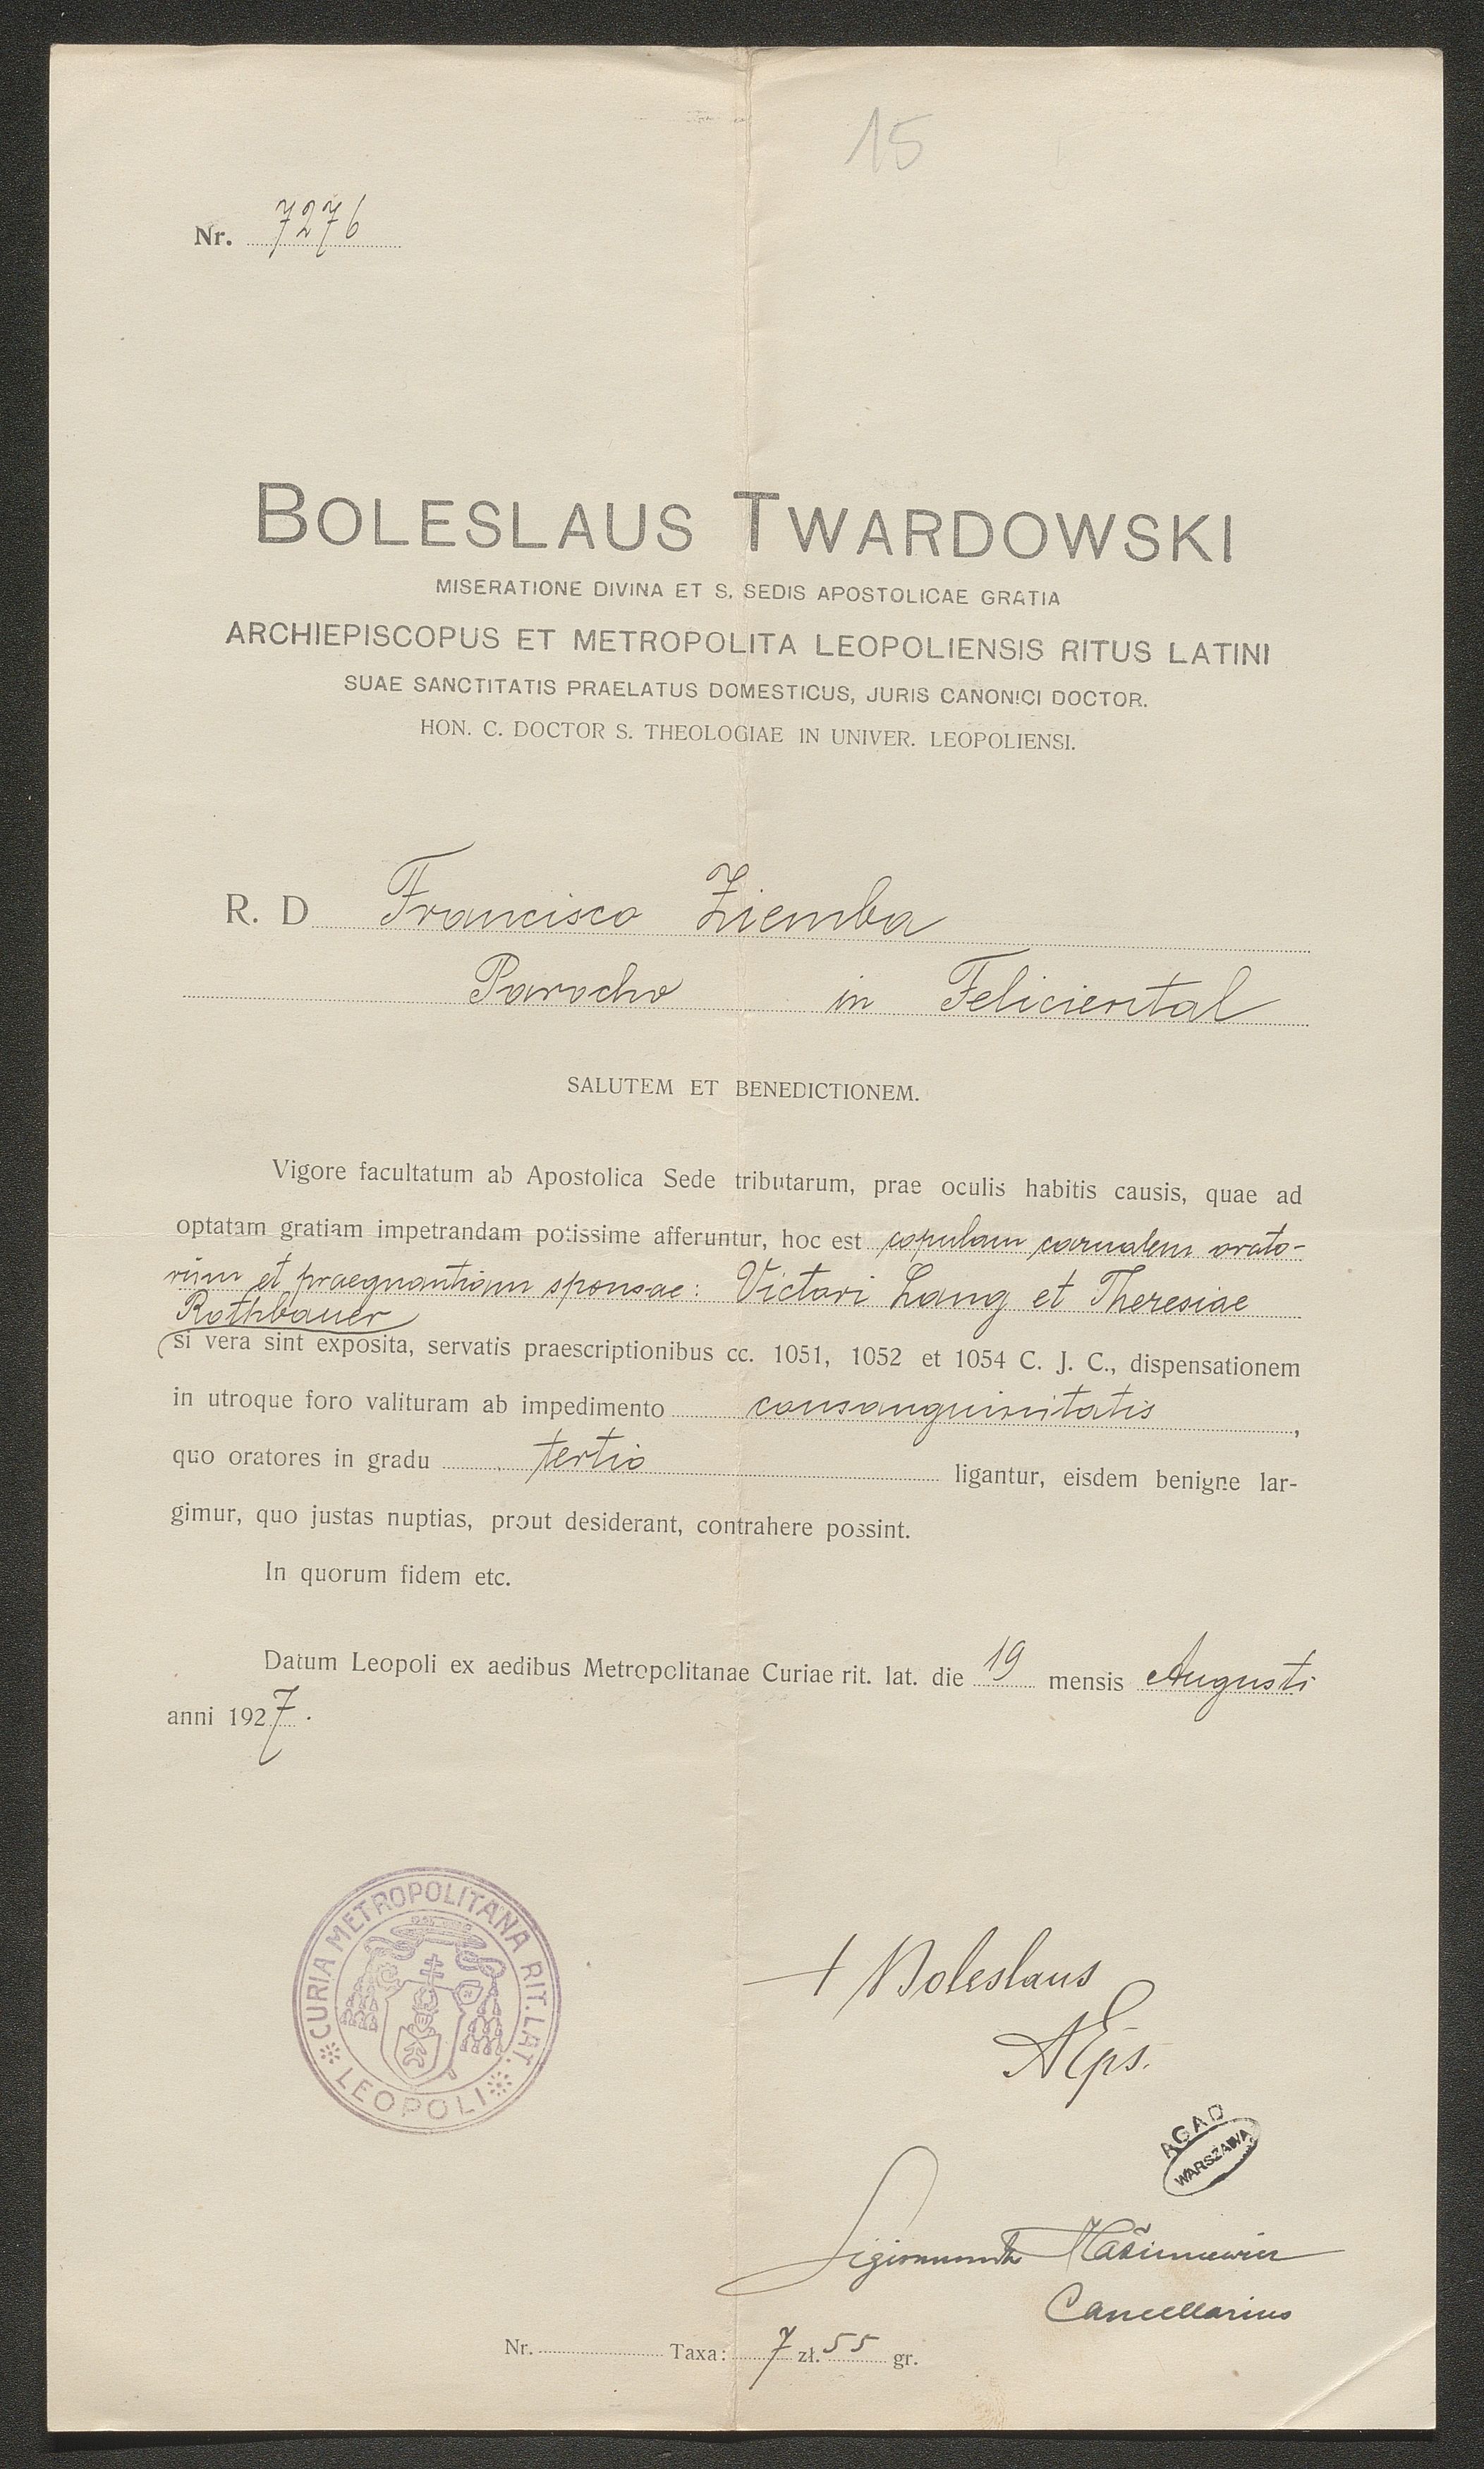 15
Nr. 7276
BOLESLAUS TWARDOWSKI
MISERATIONE DIVINA ET S. SEDIS APOSTOLICAE GRATIA
ARCHIEPISCOPUS ET METROPOLITA LEOPOLIENSIS RITUS LATINI
SUAE SANCTITATIS PRAELATUS DOMESTICUS, JURIS CANONICI DOCTOR.
HON. C. DOCTOR S. THEOLOGIAE IN UNIVER. LEOPOLIENSI.
R. D Francisco Ziemba
Parocho in Feliciental
SALUTEM ET BENEDICTIONEM.
Vigore facultatum ab Apostolica Sede tributarum, prae oculis habitis causis, quae ad
optatam gratiam impetrandam potissime afferuntur, hoc est copulam carnalem orato-
rum et praegnantiam sponsae: Victori Lang et Theresiae
Rothbauer
si vera sint exposita, servatis praescriptionibus cc. 1051, 1052 et 1054 C. J. C., dispensationem
in utroque foro valituram ab impedimento consanguinitatis,
quo oratores in gradu tertio ligantur, eisdem benigne lar-
gimur, quo justas nuptias, prout desiderant, contrahere possint.
In quorum fidem etc.
Datum Leopoli ex aedibus Metropolitanae Curiae rit. lat. die 19 mensis Augusti
anni 1927.
CURIA METROPOLITANA RIT. LAT.
LEOPOLI
+ Boleslaus
AEps.
AGAD
WARSZAWA
Sigismundus
Cancellarius
Nr. Taxa: 7 zł. 55 gr.